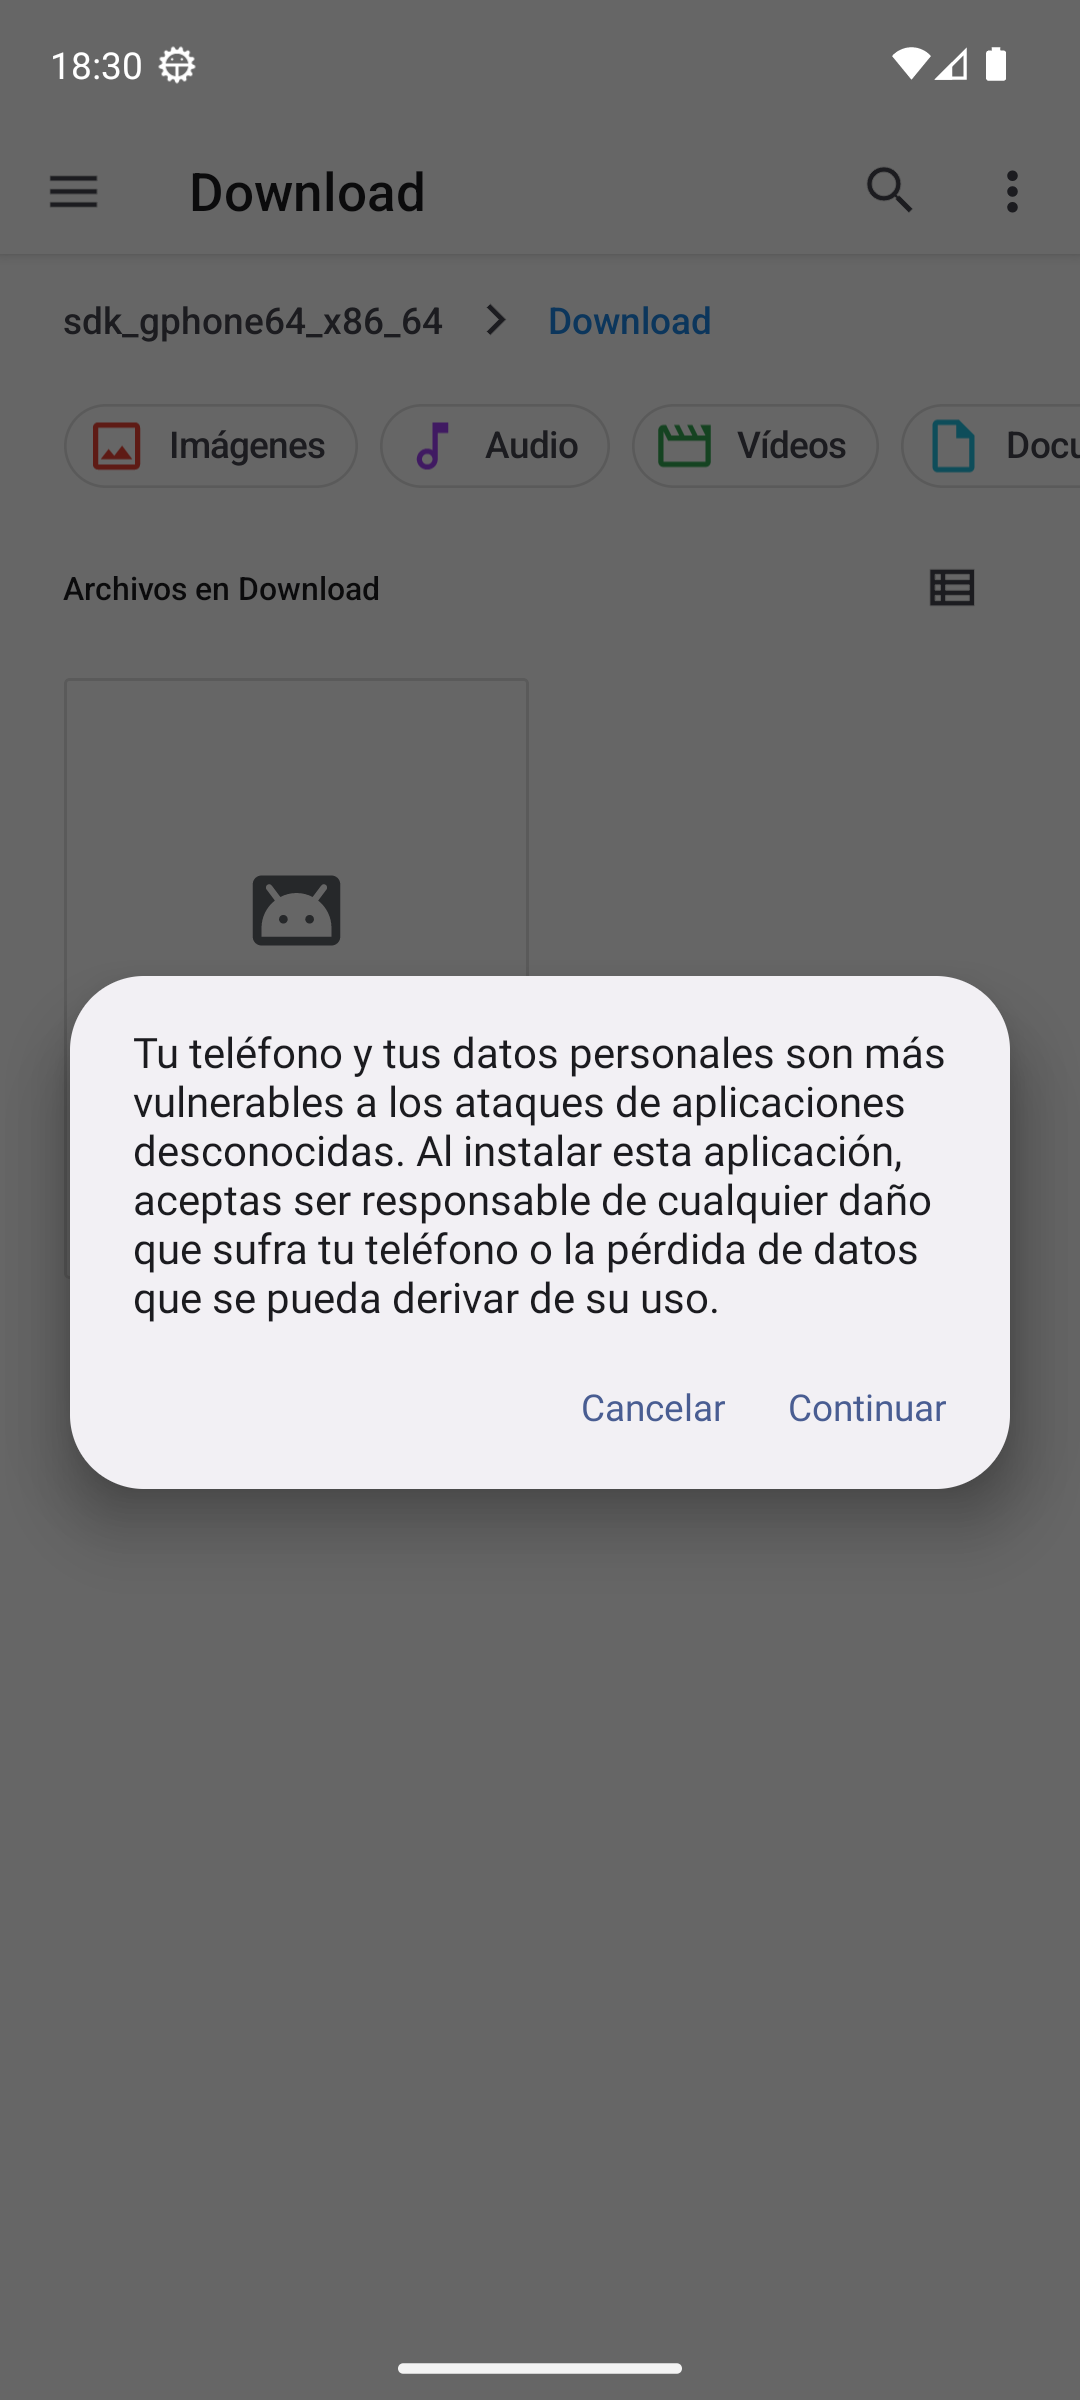 18:30
Download
sdk_gphone64_x86_64 > Download
Imágenes Audio Vídeos Docu
Archivos en Download
Tu teléfono y tus datos personales son más
vulnerables a los ataques de aplicaciones
desconocidas. Al instalar esta aplicación,
aceptas ser responsable de cualquier daño
que sufra tu teléfono o la pérdida de datos
que se pueda derivar de su uso.
Cancelar Continuar